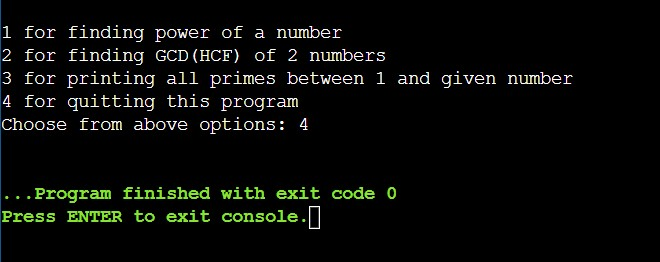 1 for finding power of a number
2 for finding GCD(HCF) of 2 numbers
3 for printing all primes between 1 and given number
4 for quitting this program
Choose from above options: 4
...Program finished with exit code 0
Press ENTER to exit console.